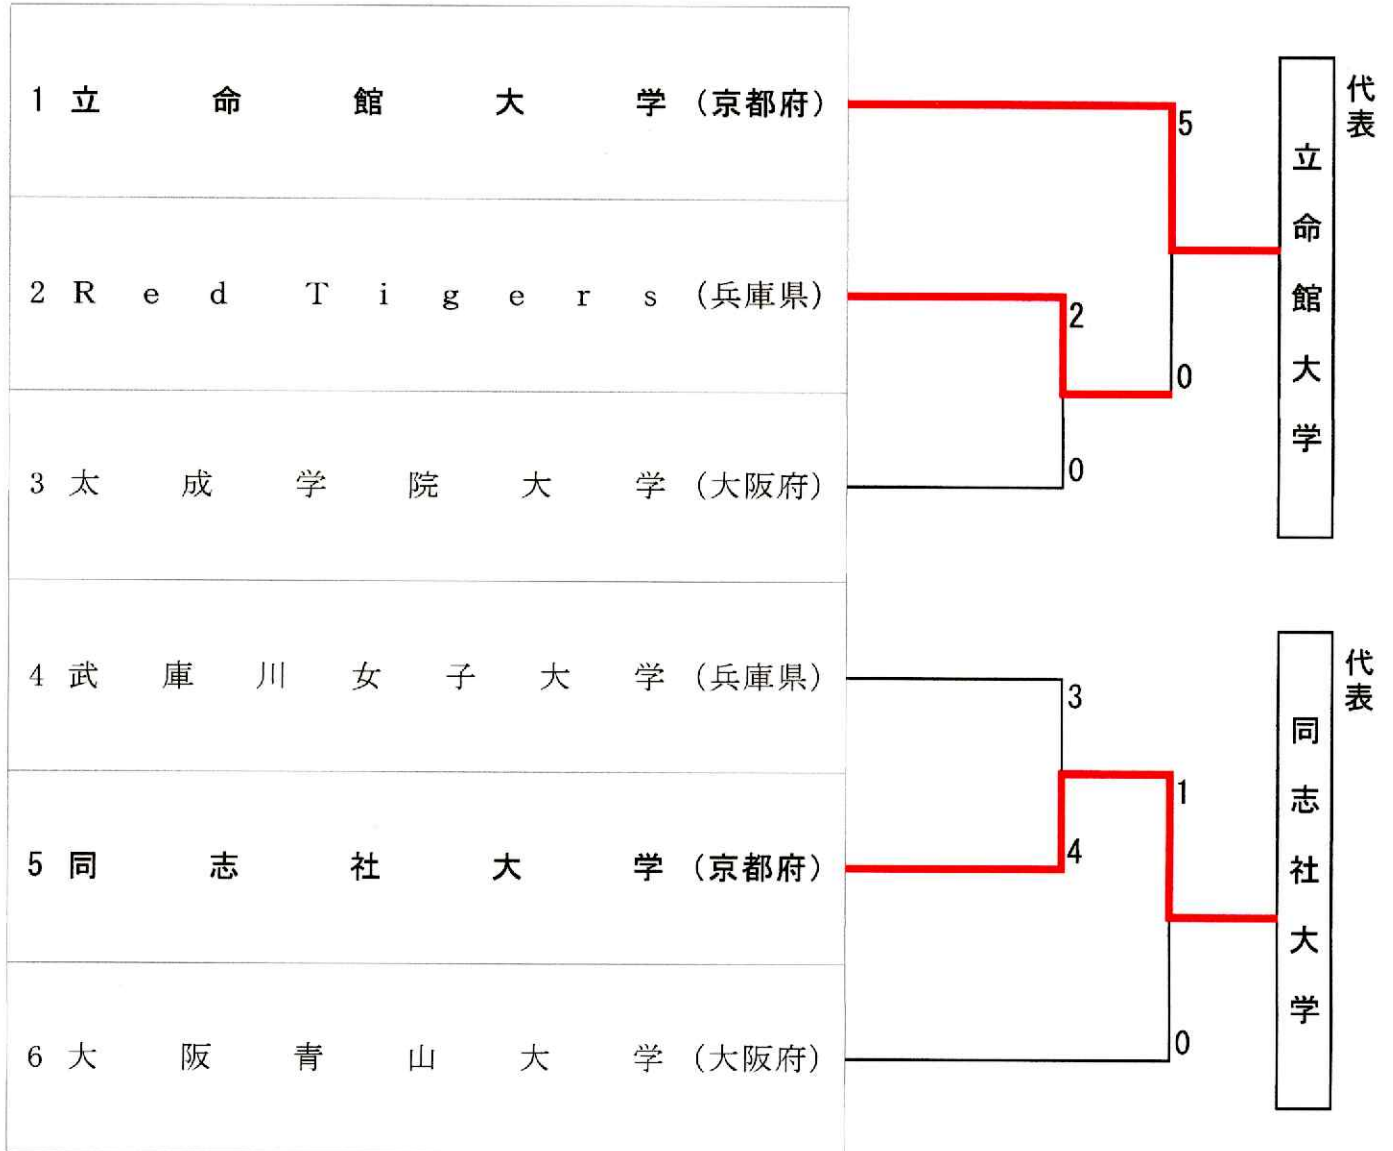 1 立命館大学 (京都府)
2 Red Tigers (兵庫県)
3 太成学院大学 (大阪府)
4 武庫川女子大学 (兵庫県)
5 同志社大学 (京都府)
6 大阪青山大学 (大阪府)
5
2
0
0
3
1
4
0
代表
立命館大学
代表
同志社大学